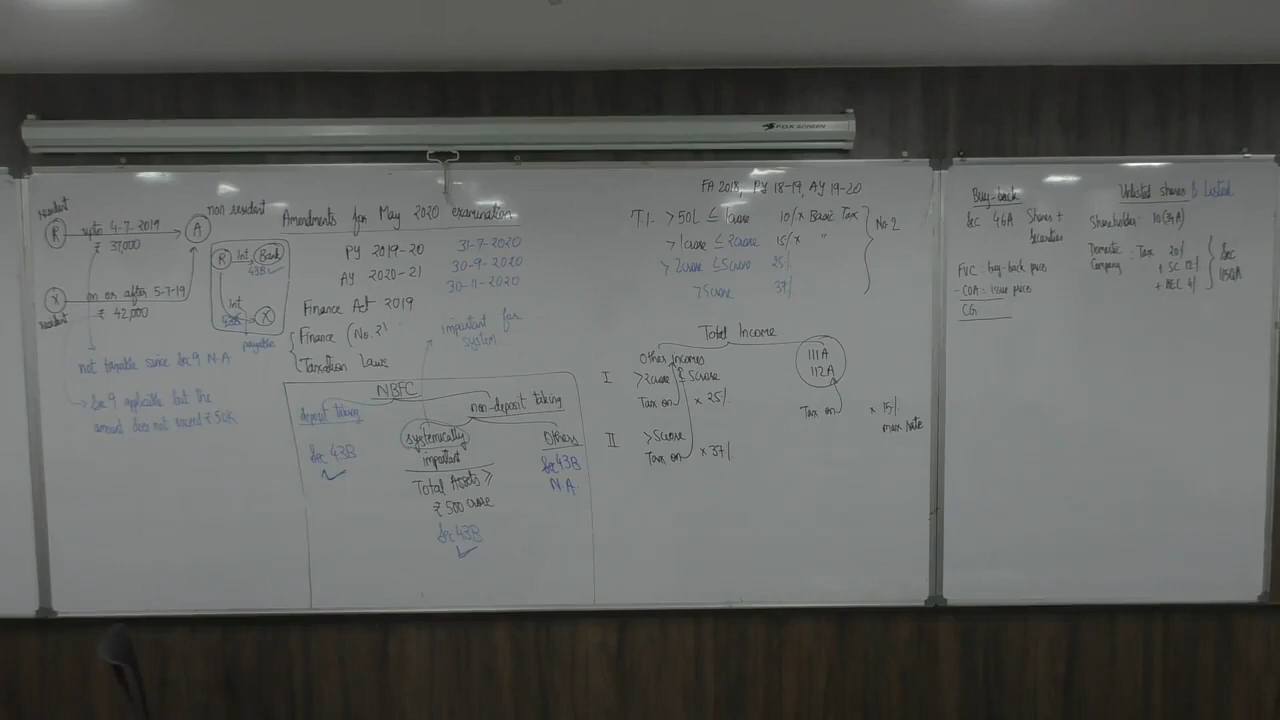 FOX SCREEN
resident
R
upto 4-7-2019
₹ 37,000
A
non resident
X
resident
on or after 5-7-19
₹ 42,000
not taxable since Sec 9 N.A
Sec 9 applicable but the
amount does not exceed ₹ 50K
R
Int
Bank
43B
Int
43B
X
payable
Amendments for May 2020 examination
PY 2019-20
AY 2020-21
31-7-2020
30-9-2020
30-11-2020
Finance Act 2019
Finance (No. 2)
Taxation Laws
important for
system
NBFC
deposit taking
Sec 43B
non-deposit taking
systemically
important
Total Assets ≥
₹ 500 crore
Sec 43B
Others
Sec 43B
N.A.
FA 2018, PY 18-19, AY 19-20
T.I. > 50L ≤ 1crore 10% x Basic Tax
> 1crore ≤ 2crore 15% x "
> 2crore ≤ 5crore 25%
> 5crore 37%
No. 2
Total Income
Other incomes
111A
112A
I > 2crore ≤ 5crore
Tax on x 25%
Tax on x 15%
max rate
II > 5crore
Tax on x 37%
Buy-back
Sec 46A Shares +
Securities
FVC : buy-back price
- COA : issue price
CG
Unlisted shares & Listed
Shareholder : 10(34A)
Domestic
Company : Tax 20%
+ SC 12%
+ HEC 4%
Sec
115QA